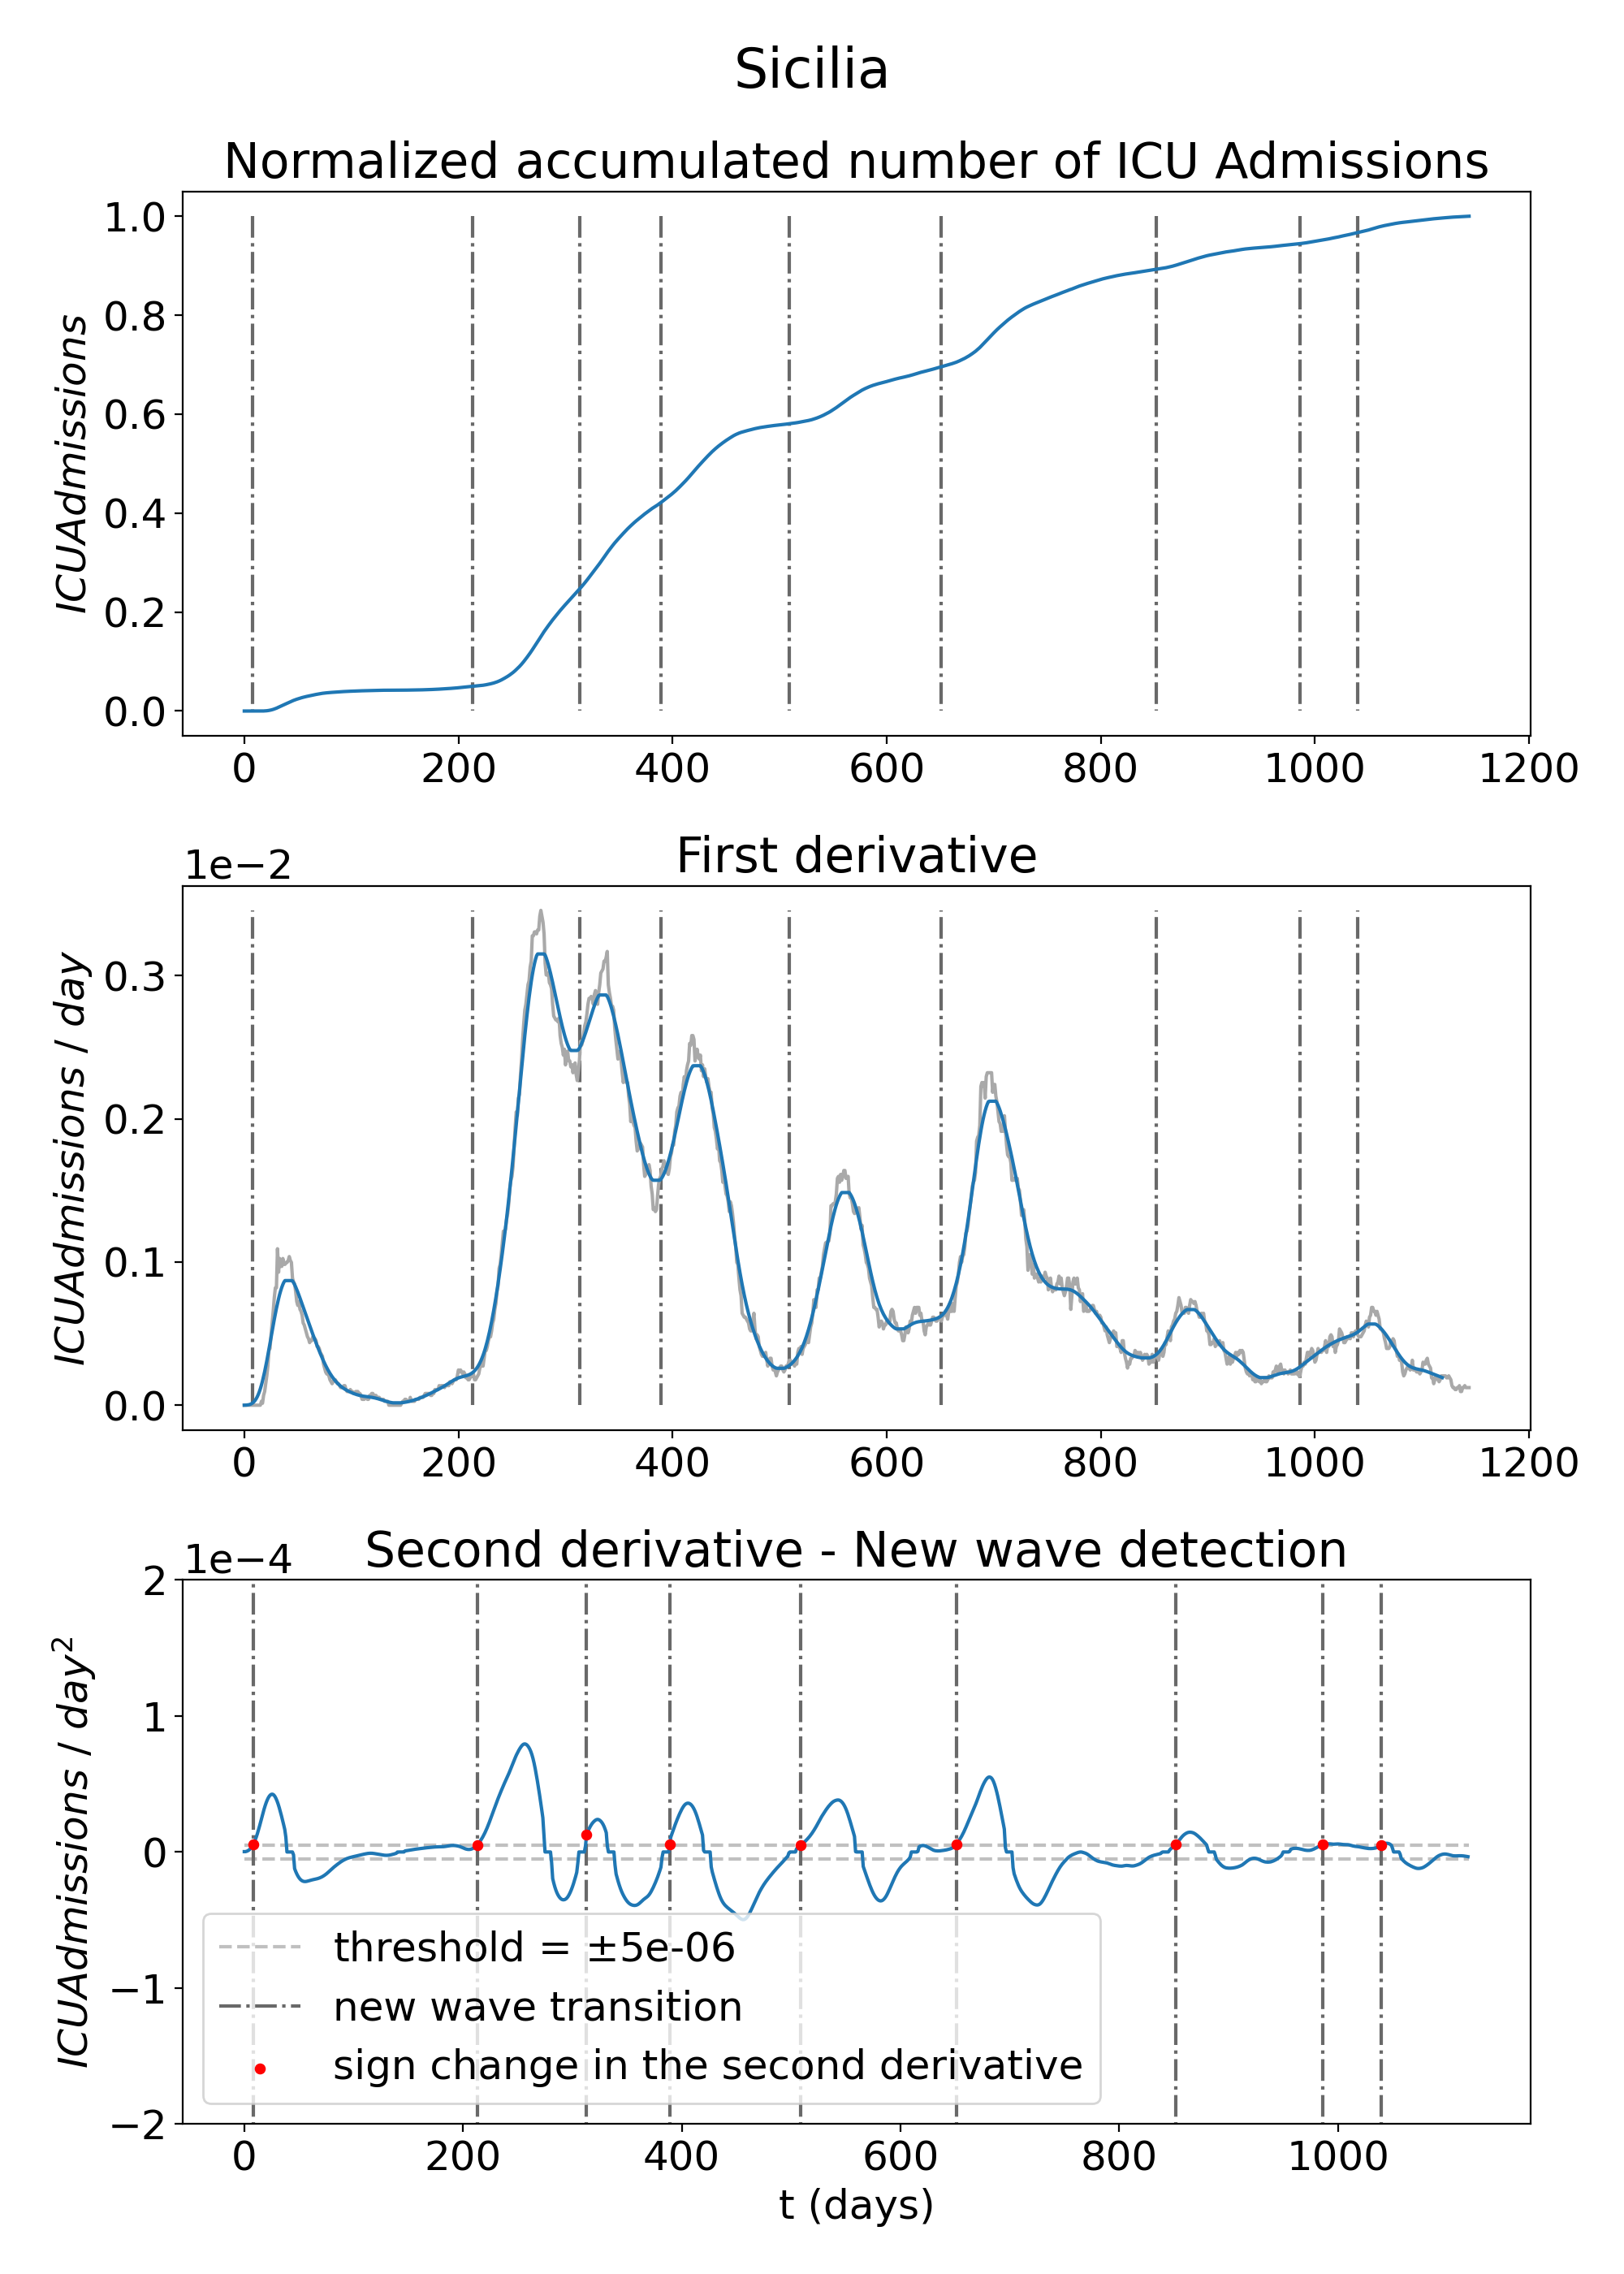 Sicilia
Normalized accumulated number of ICU Admissions
ICUAdmissions
1.0
0.8
0.6
0.4
0.2
0.0
0 200 400 600 800 1000 1200
First derivative
1e−2
ICUAdmissions / day
0.3
0.2
0.1
0.0
0 200 400 600 800 1000 1200
Second derivative - New wave detection
1e−4
ICUAdmissions / day²
2
1
0
−1
−2
threshold = ±5e-06
new wave transition
sign change in the second derivative
0 200 400 600 800 1000
t (days)